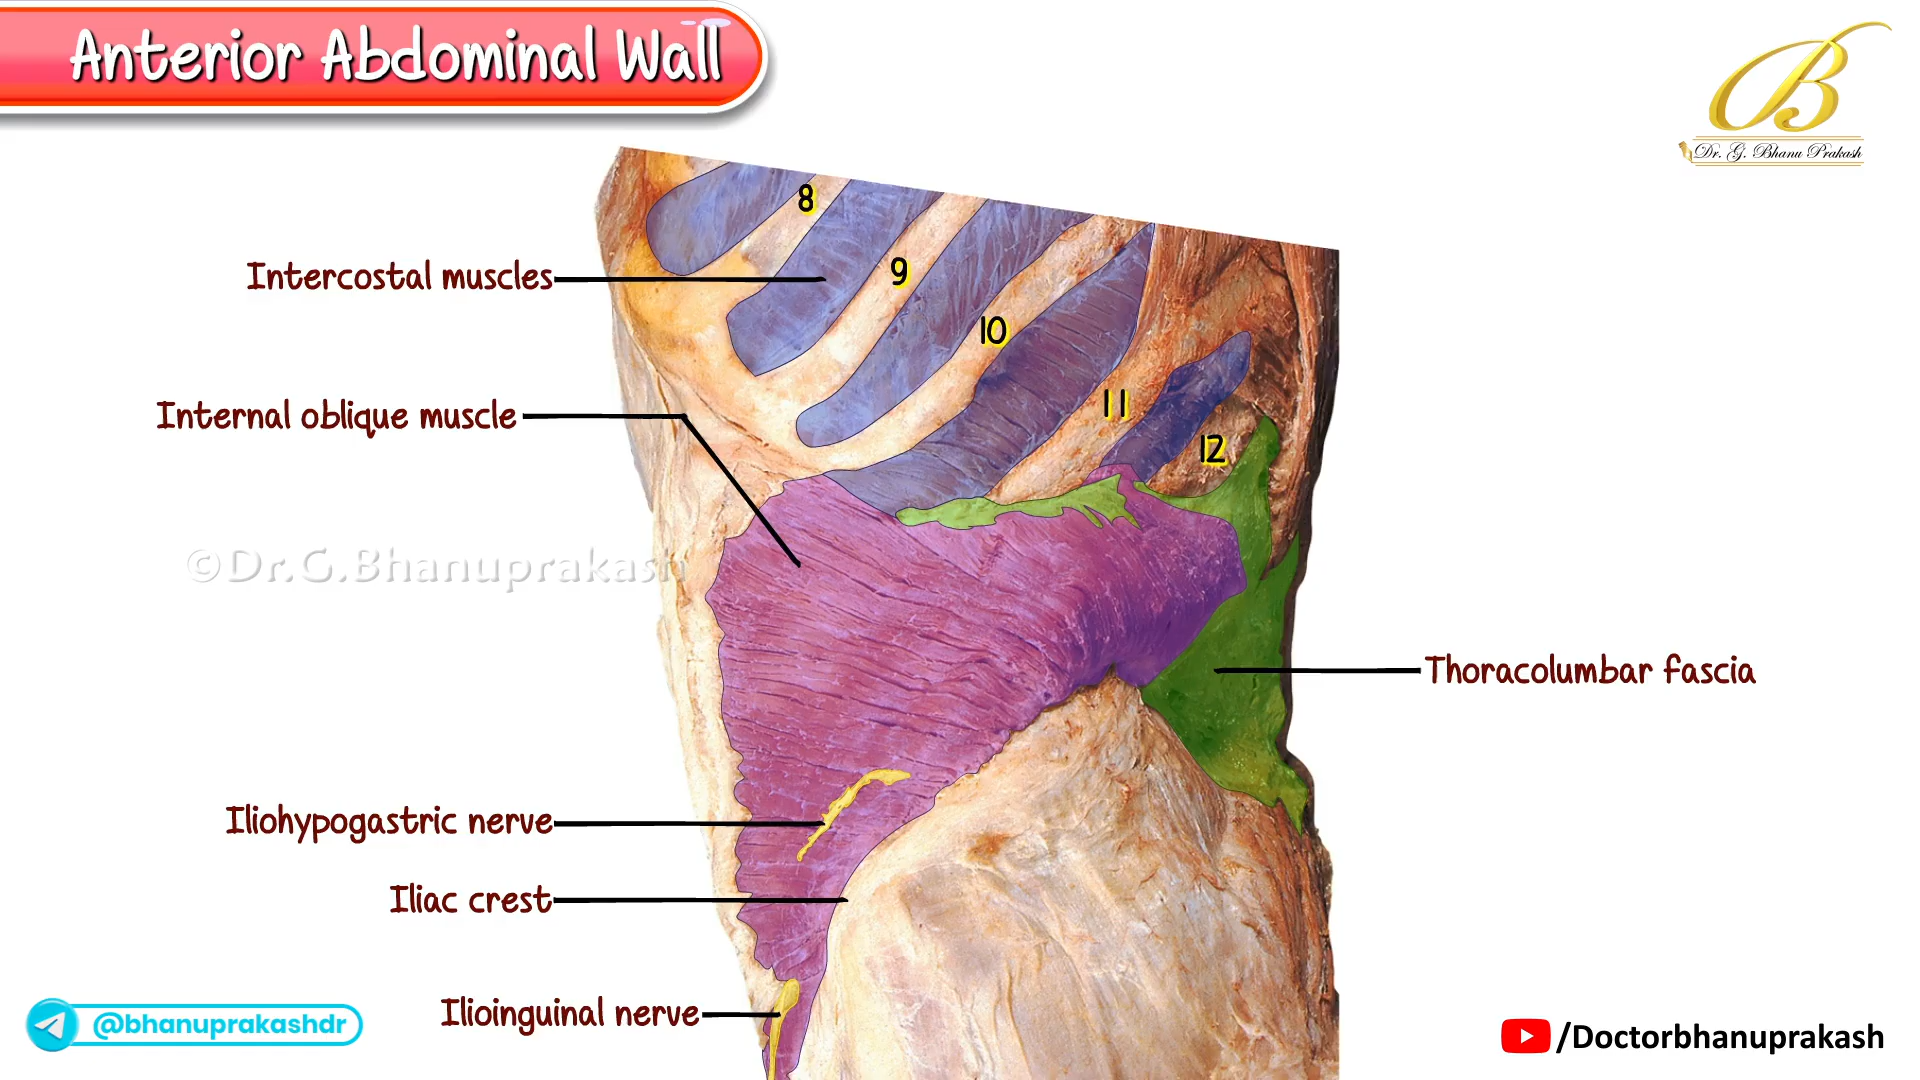 Anterior Abdominal Wall
B
Dr. G. Bhanu Prakash
8
Intercostal muscles
9
10
11
Internal oblique muscle
12
©Dr.G.Bhanuprakash
Thoracolumbar fascia
Iliohypogastric nerve
Iliac crest
Ilioinguinal nerve
@bhanuprakashdr
/Doctorbhanuprakash